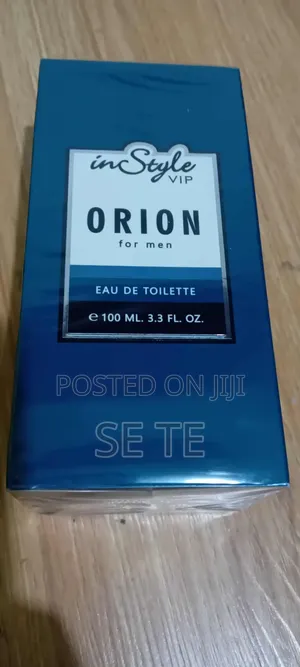 inStyle
VIP
ORION
for men
EAU DE TOILETTE
e 100 ML. 3.3 FL. OZ.
POSTED ON JIJI
SE TE